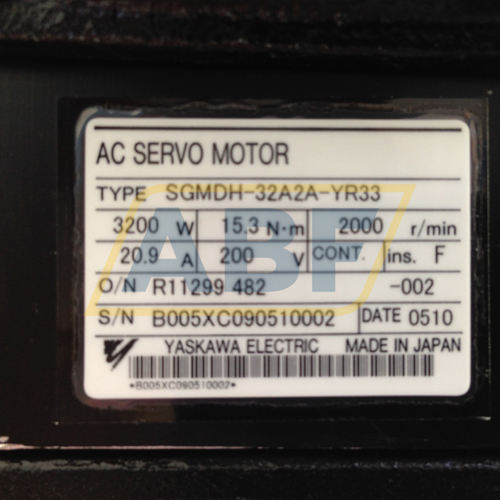 AC SERVO MOTOR
TYPE SGMDH-32A2A-YR33
3200 W 15.3 N·m 2000 r/min
20.9 A 200 V CONT. ins. F
O/N R11299 482 -002
S/N B005XC090510002 DATE 0510
YASKAWA ELECTRIC MADE IN JAPAN
*B005XC090510002*
ABF